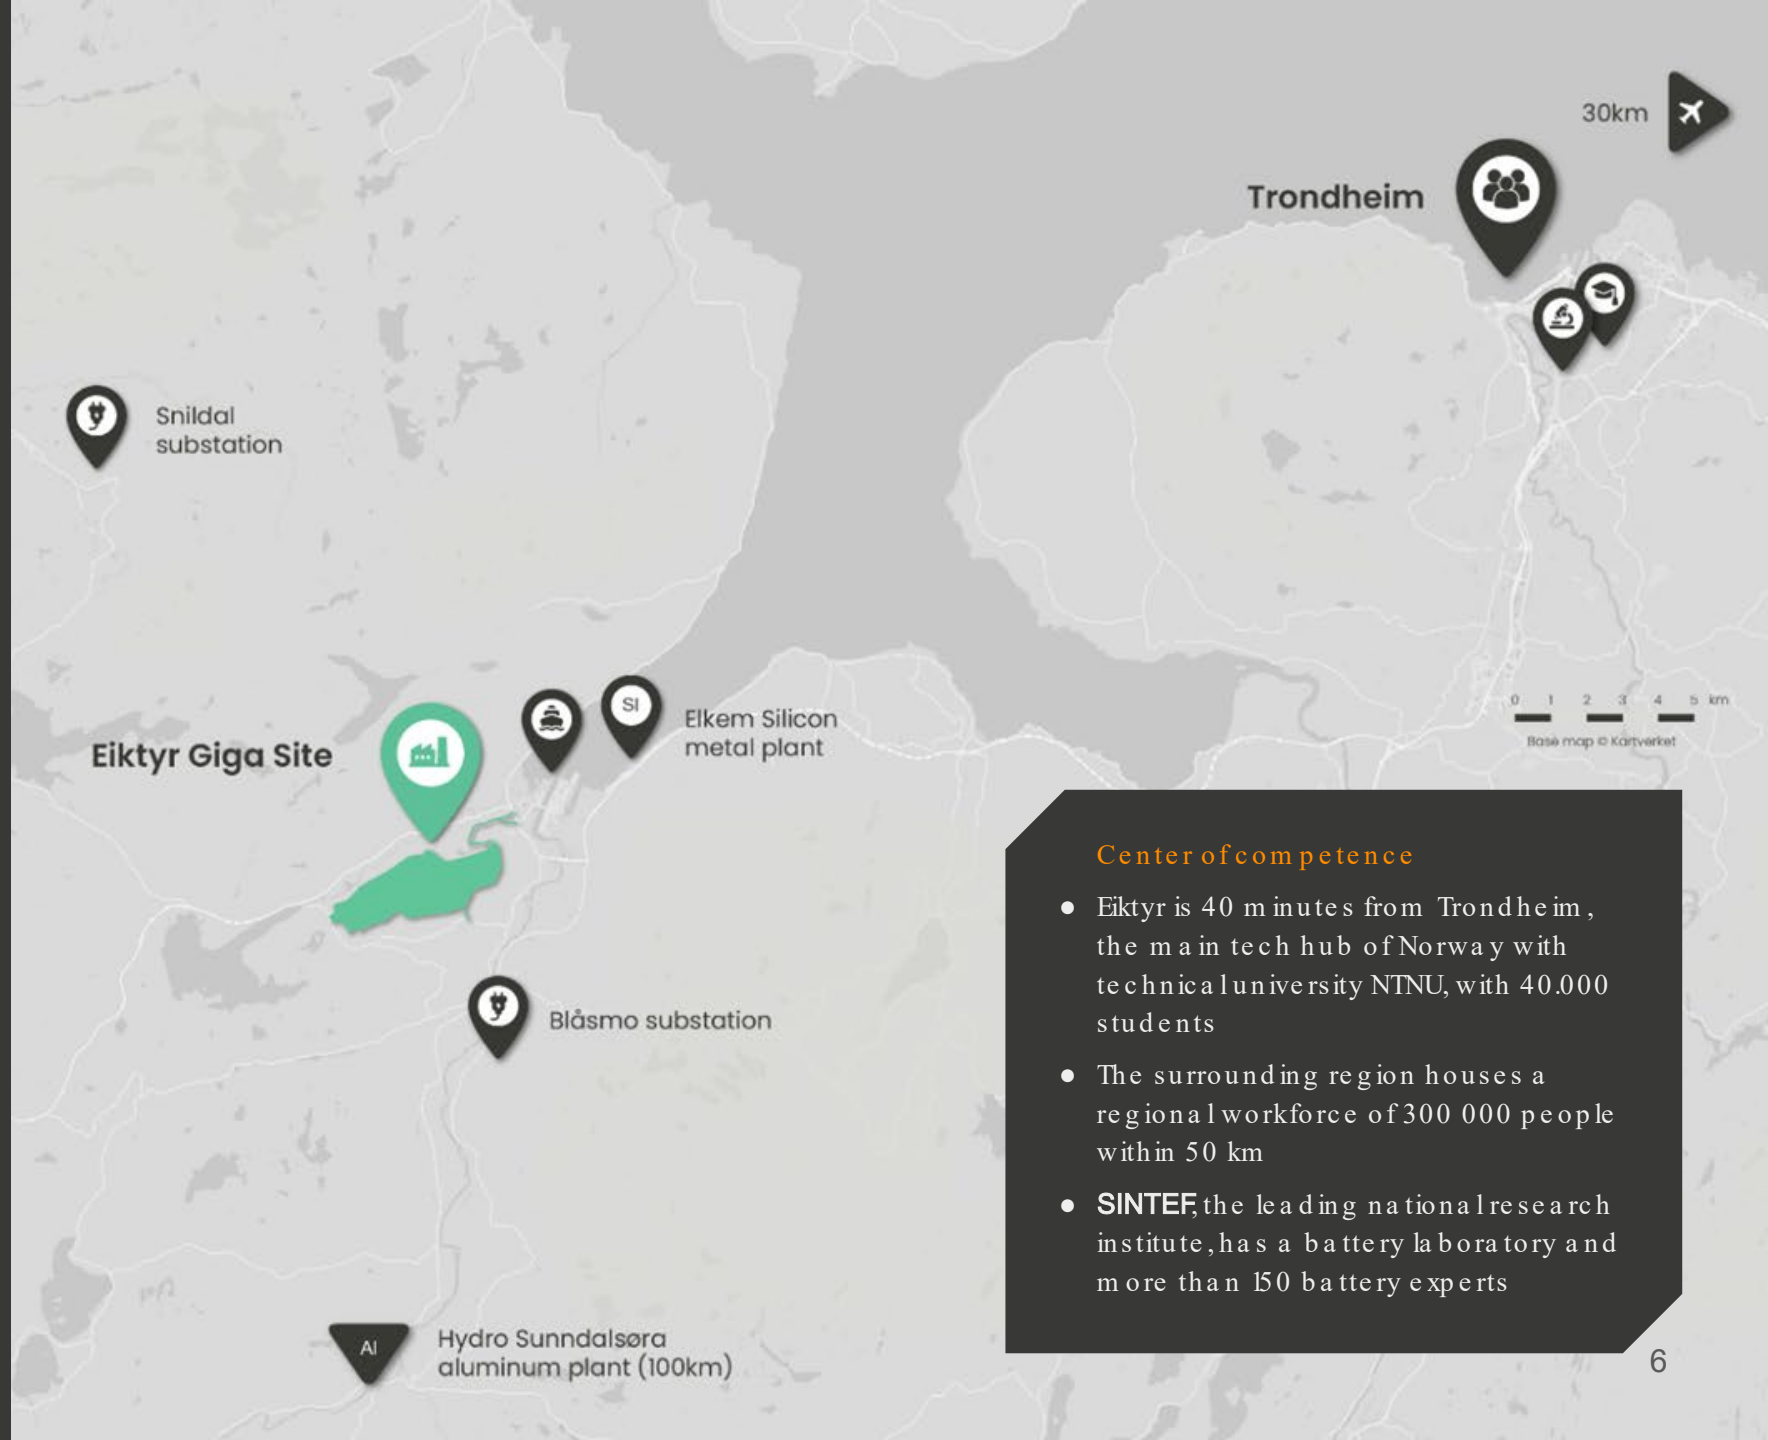 30km
Trondheim
Snildal
substation
SI
Elkem Silicon
metal plant
0 1 2 3 4 5 km
Base map © Kartverket
Eiktyr Giga Site
Center of competence
● Eiktyr is 40 minutes from Trondheim,
the main tech hub of Norway with
technical university NTNU, with 40.000
students
● The surrounding region houses a
regional workforce of 300 000 people
within 50 km
● SINTEF, the leading national research
institute, has a battery laboratory and
more than 150 battery experts
Blåsmo substation
Al
Hydro Sunndalsøra
aluminum plant (100km)
6